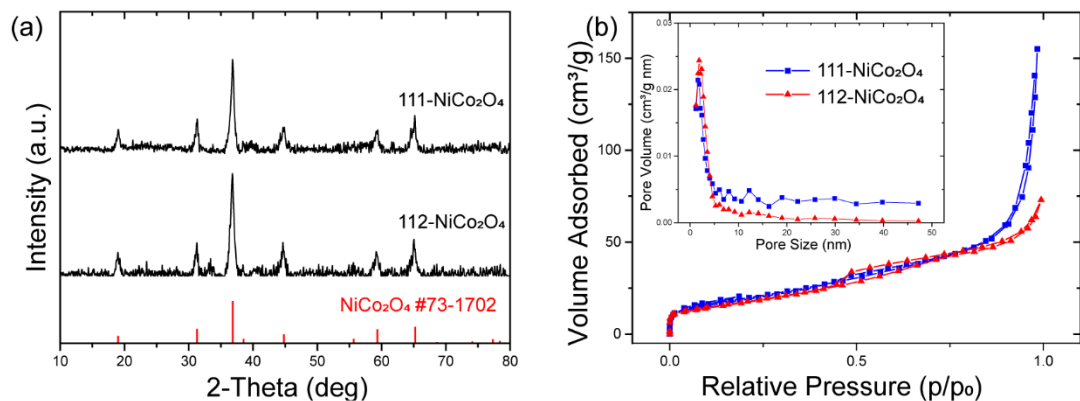 (a)
Intensity (a.u.)
111-NiCo₂O₄
112-NiCo₂O₄
NiCo₂O₄ #73-1702
10 20 30 40 50 60 70 80
2-Theta (deg)
(b)
Volume Adsorbed (cm³/g)
150
100
50
0
0.0 0.5 1.0
Relative Pressure (p/p₀)
Pore Volume (cm³/g nm)
0.03
0.02
0.01
0.00
111-NiCo₂O₄
112-NiCo₂O₄
0 10 20 30 40 50
Pore Size (nm)